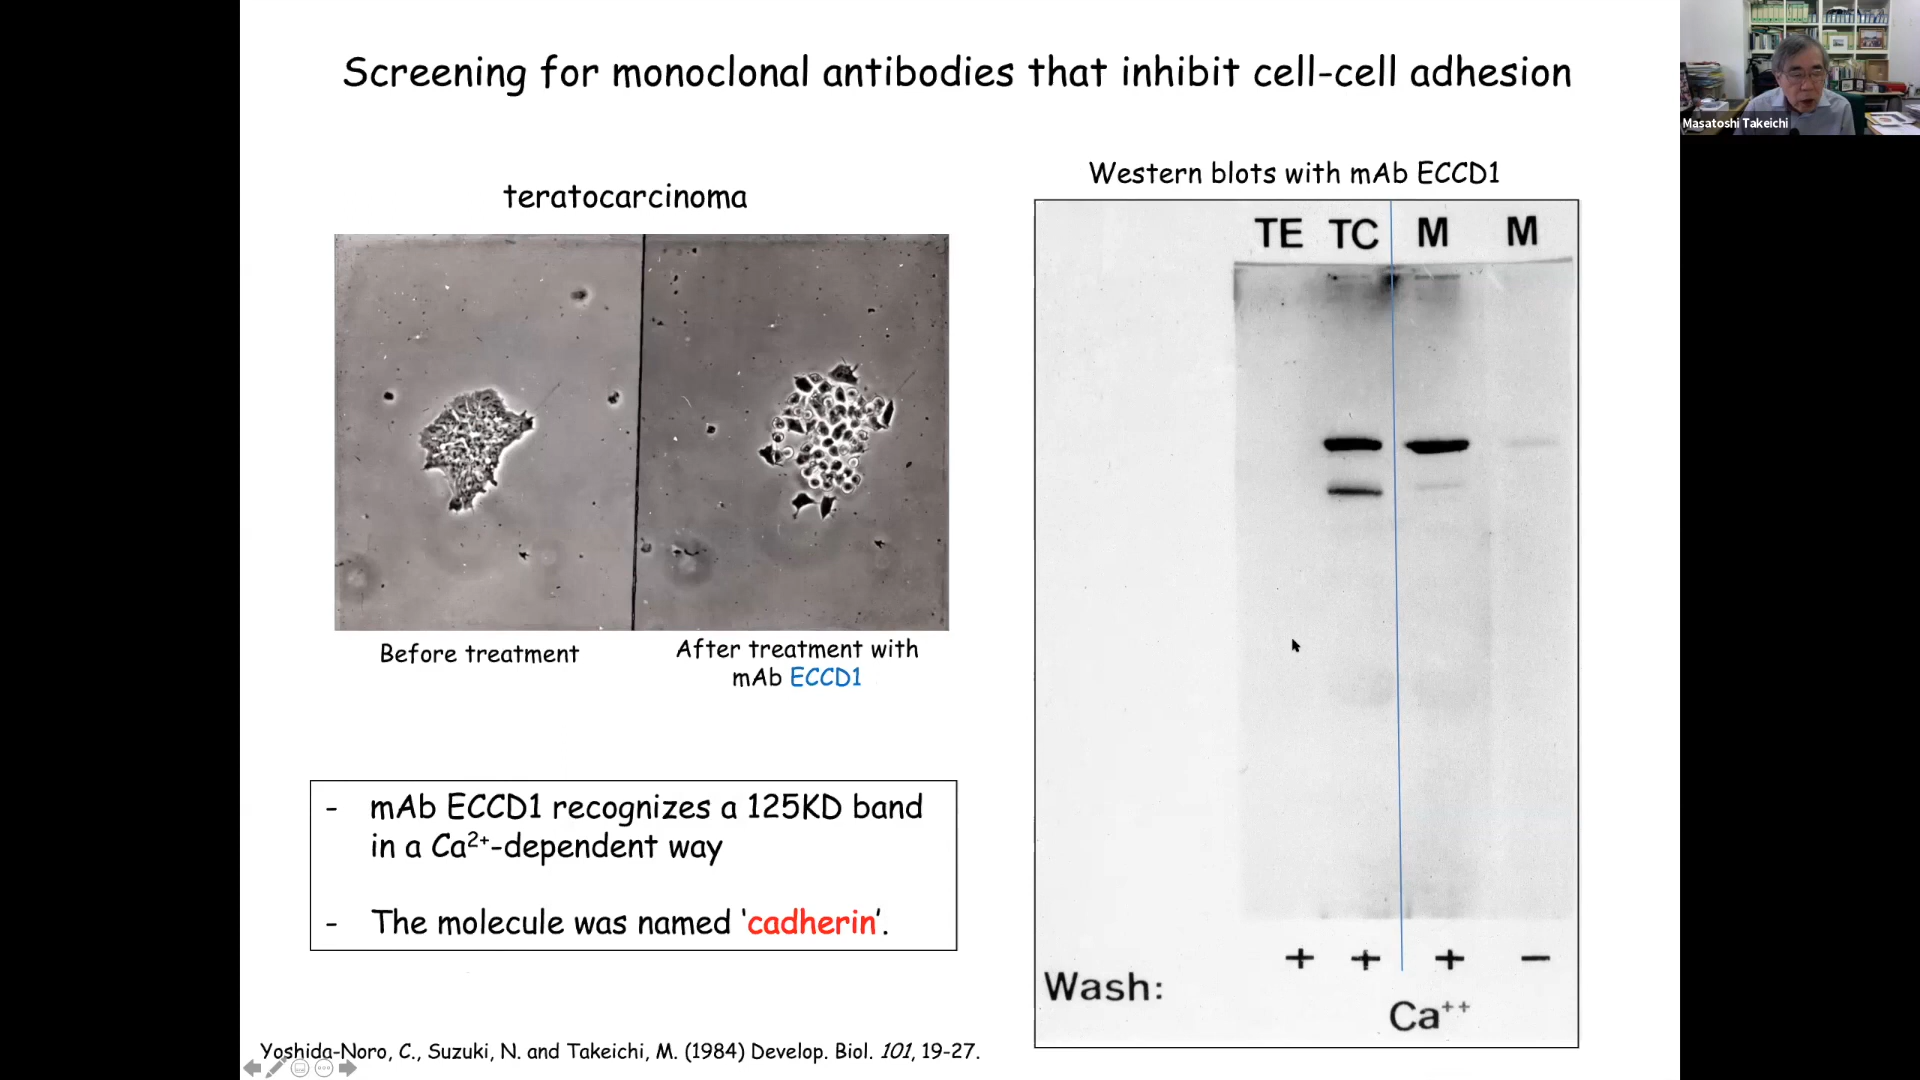 Screening for monoclonal antibodies that inhibit cell-cell adhesion
Masatoshi Takeichi
teratocarcinoma
Before treatment
After treatment with
mAb ECCD1
- mAb ECCD1 recognizes a 125KD band
in a Ca²⁺-dependent way
- The molecule was named ‘cadherin’.
Western blots with mAb ECCD1
TE TC M M
+ + + −
Wash:
Ca⁺⁺
Yoshida-Noro, C., Suzuki, N. and Takeichi, M. (1984) Develop. Biol. 101, 19-27.